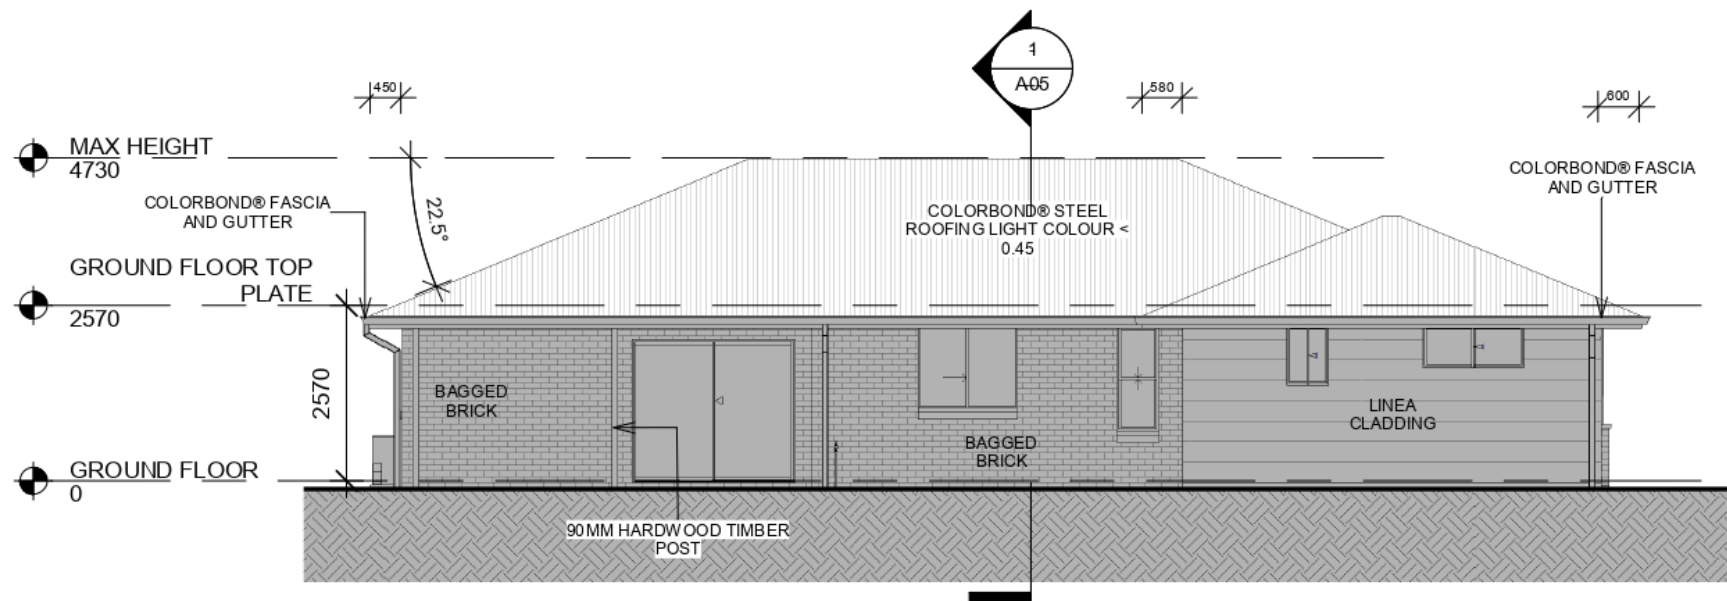 1
A05
450
580
600
MAX HEIGHT
4730
COLORBOND® FASCIA
AND GUTTER
COLORBOND® FASCIA
AND GUTTER
22.5°
COLORBOND® STEEL
ROOFING LIGHT COLOUR <
0.45
GROUND FLOOR TOP
PLATE
2570
2570
BAGGED
BRICK
LINEA
CLADDING
BAGGED
BRICK
GROUND FLOOR
0
90MM HARDWOOD TIMBER
POST